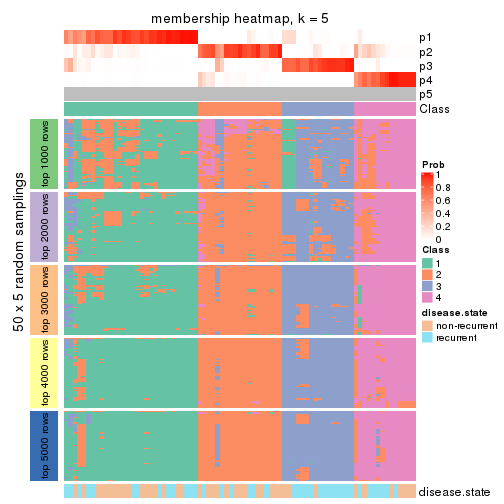 membership heatmap, k = 5
p1
p2
p3
p4
p5
Class
50 x 5 random samplings
top 1000 rows
top 2000 rows
top 3000 rows
top 4000 rows
top 5000 rows
Prob
1
0.8
0.6
0.4
0.2
0
Class
1
2
3
4
disease.state
non-recurrent
recurrent
disease.state